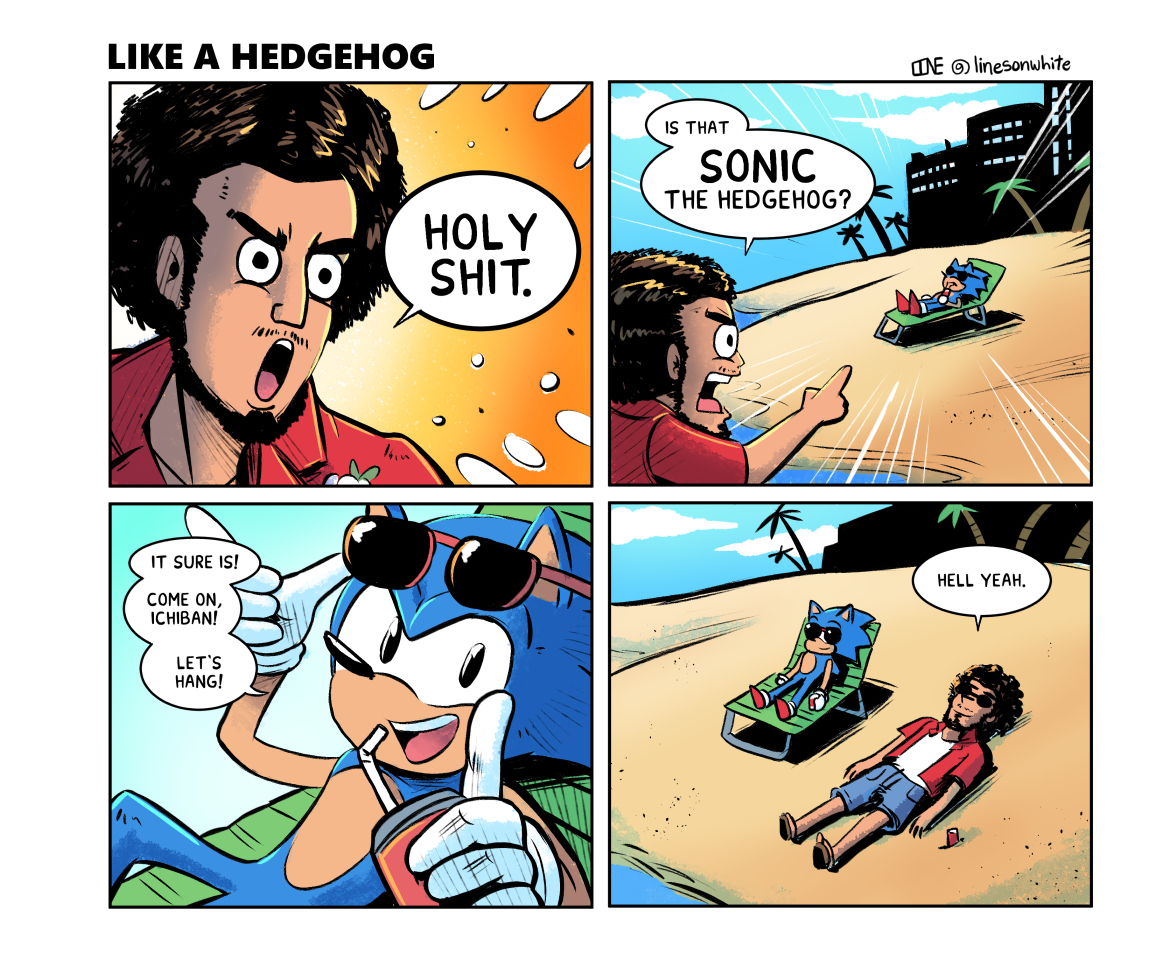 LIKE A HEDGEHOG
@linesonwhite
HOLY
SHIT.
IS THAT
SONIC
THE HEDGEHOG?
IT SURE IS!
COME ON,
ICHIBAN!
LET'S
HANG!
HELL YEAH.